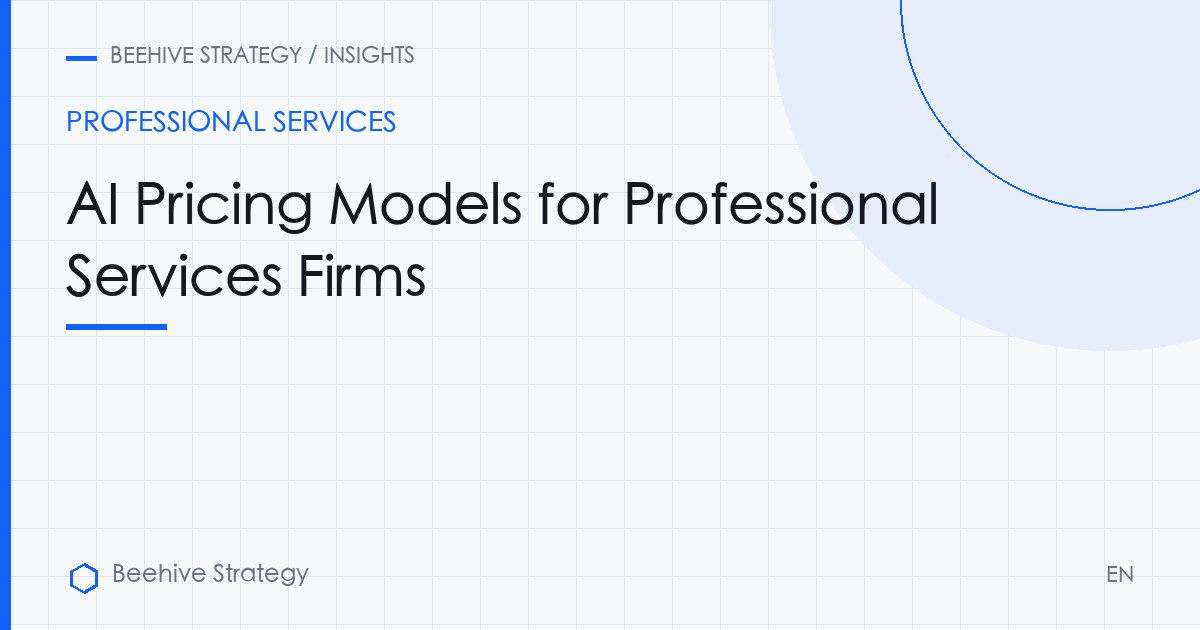 BEEHIVE STRATEGY / INSIGHTS
PROFESSIONAL SERVICES
AI Pricing Models for Professional
Services Firms
Beehive Strategy
EN